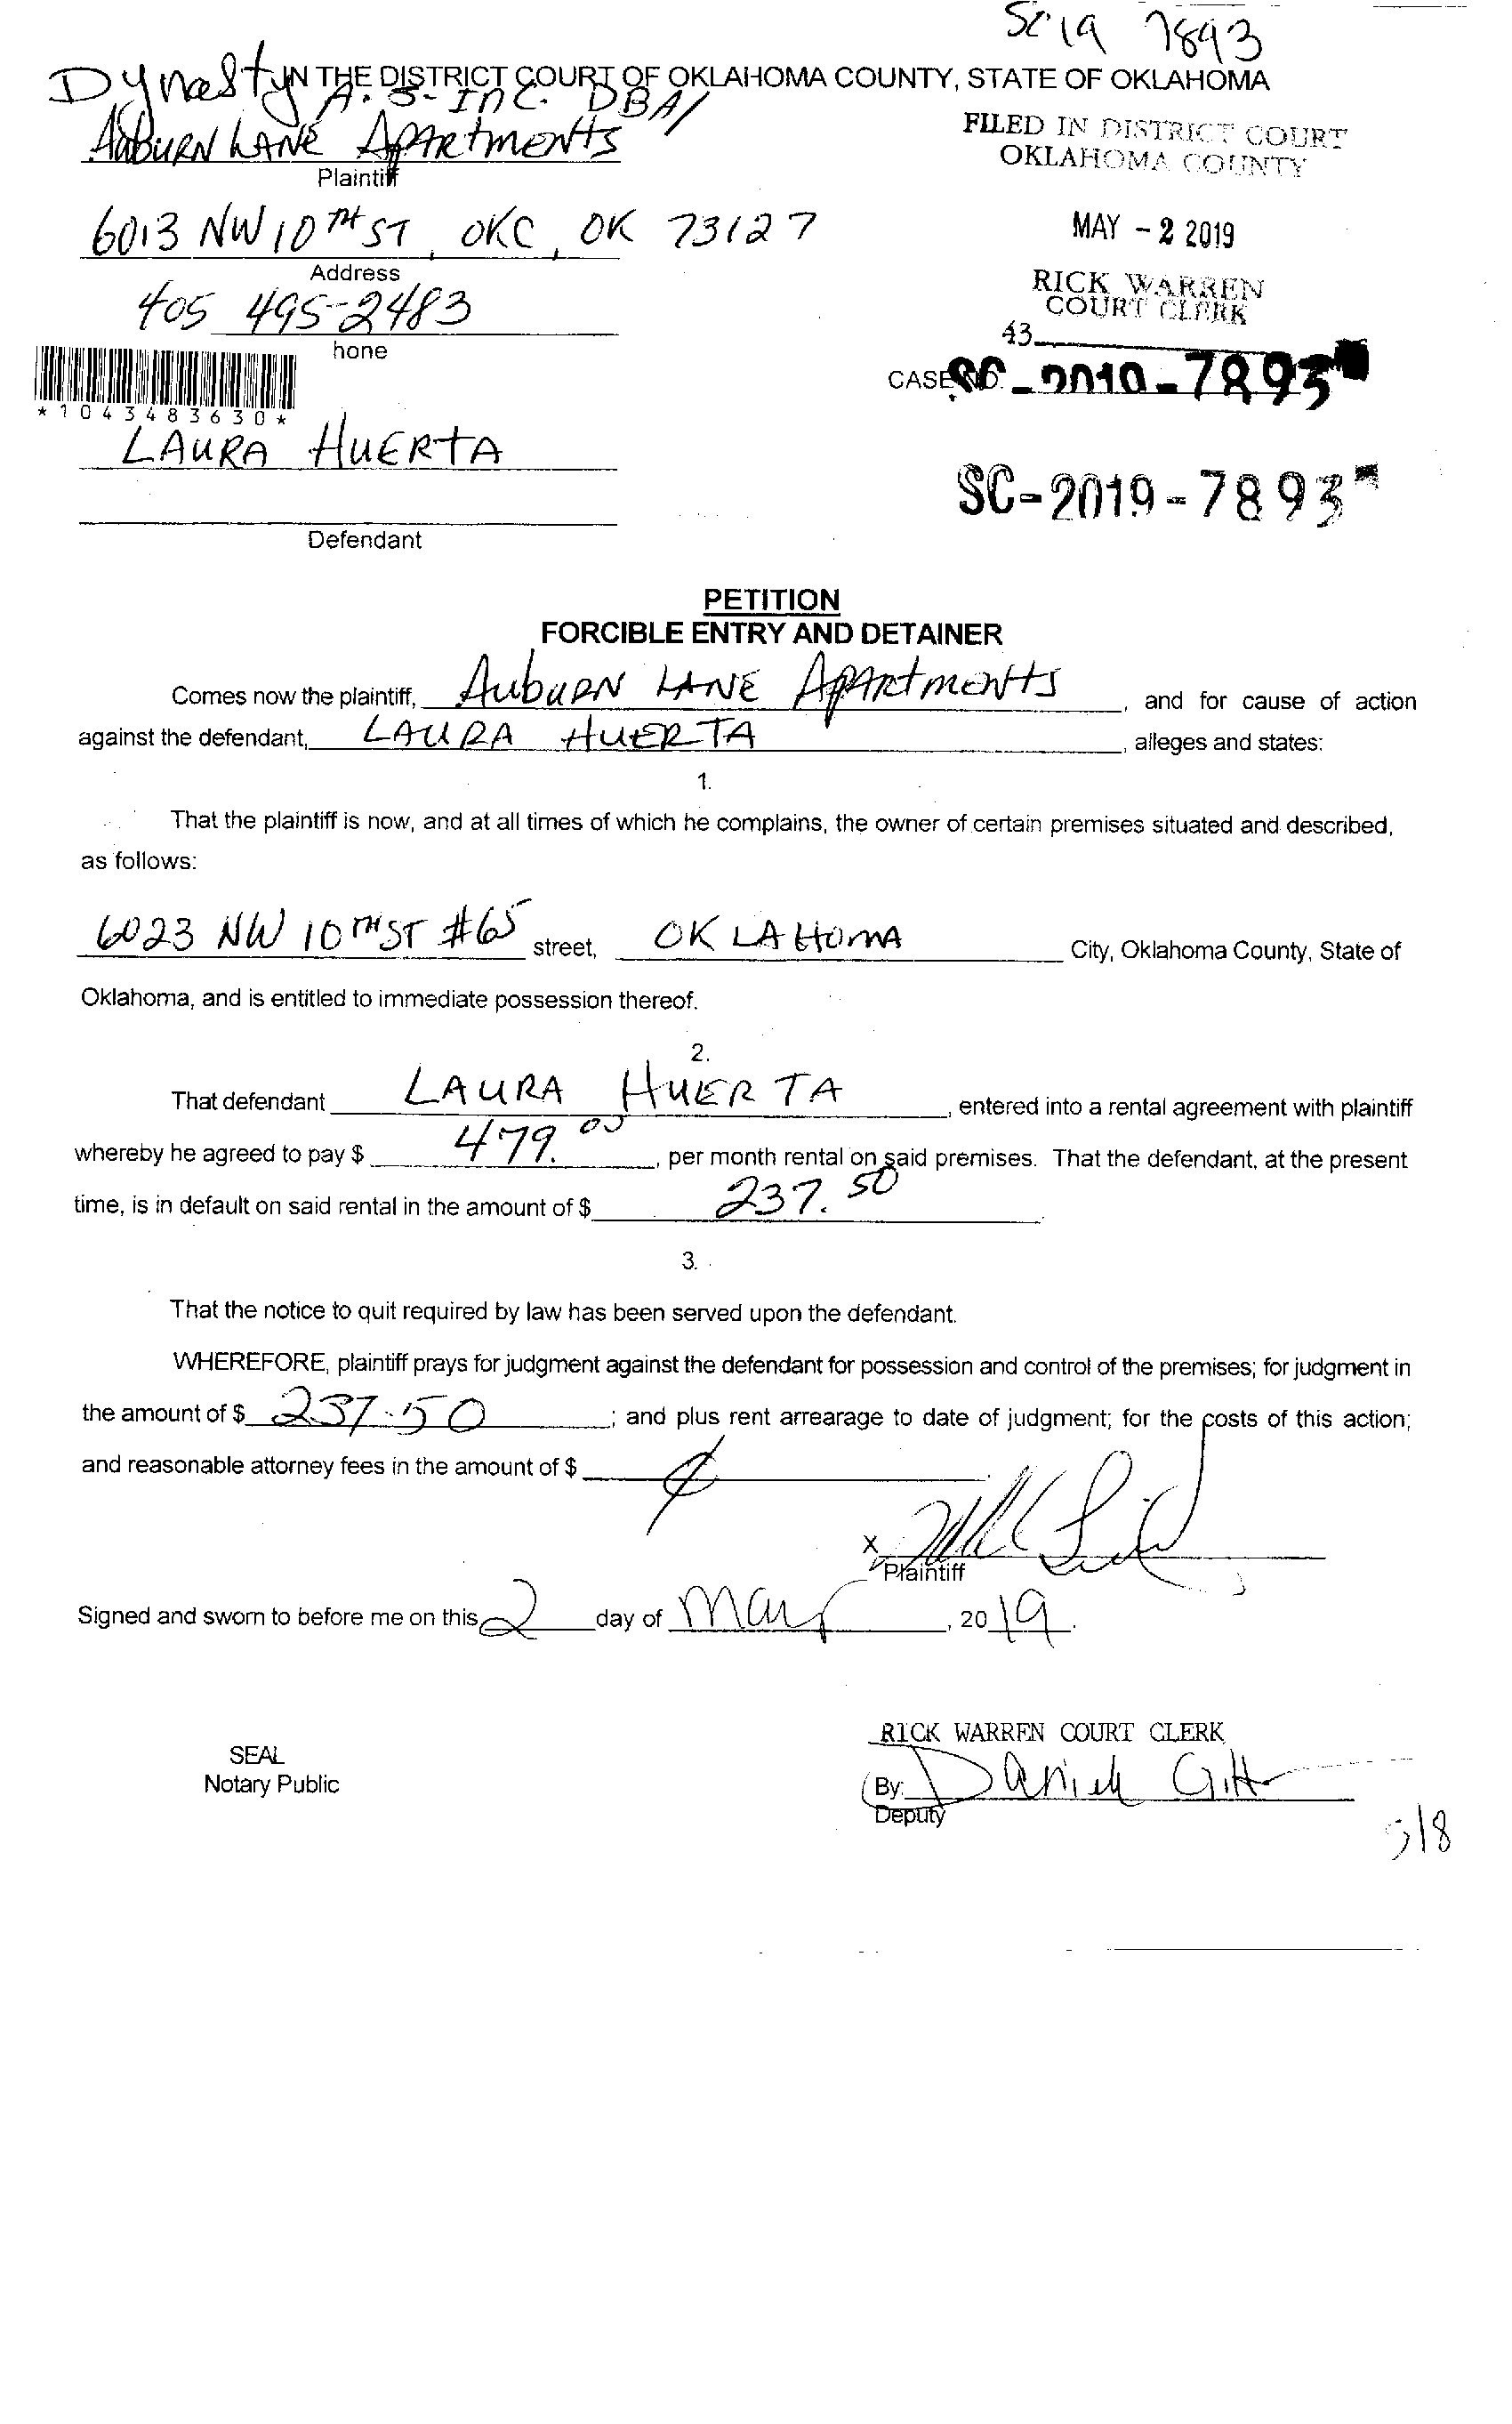 SC 19 7893
Dynasty IN THE DISTRICT COURT OF OKLAHOMA COUNTY, STATE OF OKLAHOMA
A. S. INC. DBA/
AuBURN LANE APARtmeNtS
Plaintiff
FILED IN DISTRICT COURT
OKLAHOMA COUNTY
6013 NW 10TH ST, OKC, OK 73127
Address
MAY - 2 2019
405 495-2483
hone
RICK WARREN
COURT CLERK
43
CASE NO. SC-2019-7893
*1043483630*
LAURA HUERTA
SC-2019-7893
Defendant
PETITION
FORCIBLE ENTRY AND DETAINER
Comes now the plaintiff, AubuRN LANE APARtmeNtS, and for cause of action
against the defendant, LAURA HUERTA, alleges and states:
1.
That the plaintiff is now, and at all times of which he complains, the owner of certain premises situated and described,
as follows:
6023 NW 10TH ST #65 street, OKLAHOMA City, Oklahoma County, State of
Oklahoma, and is entitled to immediate possession thereof.
2.
That defendant LAURA HUERTA, entered into a rental agreement with plaintiff
whereby he agreed to pay $ 479.00, per month rental on said premises. That the defendant, at the present
time, is in default on said rental in the amount of $ 237.50.
3.
That the notice to quit required by law has been served upon the defendant.
WHEREFORE, plaintiff prays for judgment against the defendant for possession and control of the premises; for judgment in
the amount of $ 237.50; and plus rent arrearage to date of judgment; for the costs of this action;
and reasonable attorney fees in the amount of $
X
Plaintiff
Signed and sworn to before me on this 2 day of May, 2019.
RICK WARREN COURT CLERK
SEAL
Notary Public
By:
Deputy
518